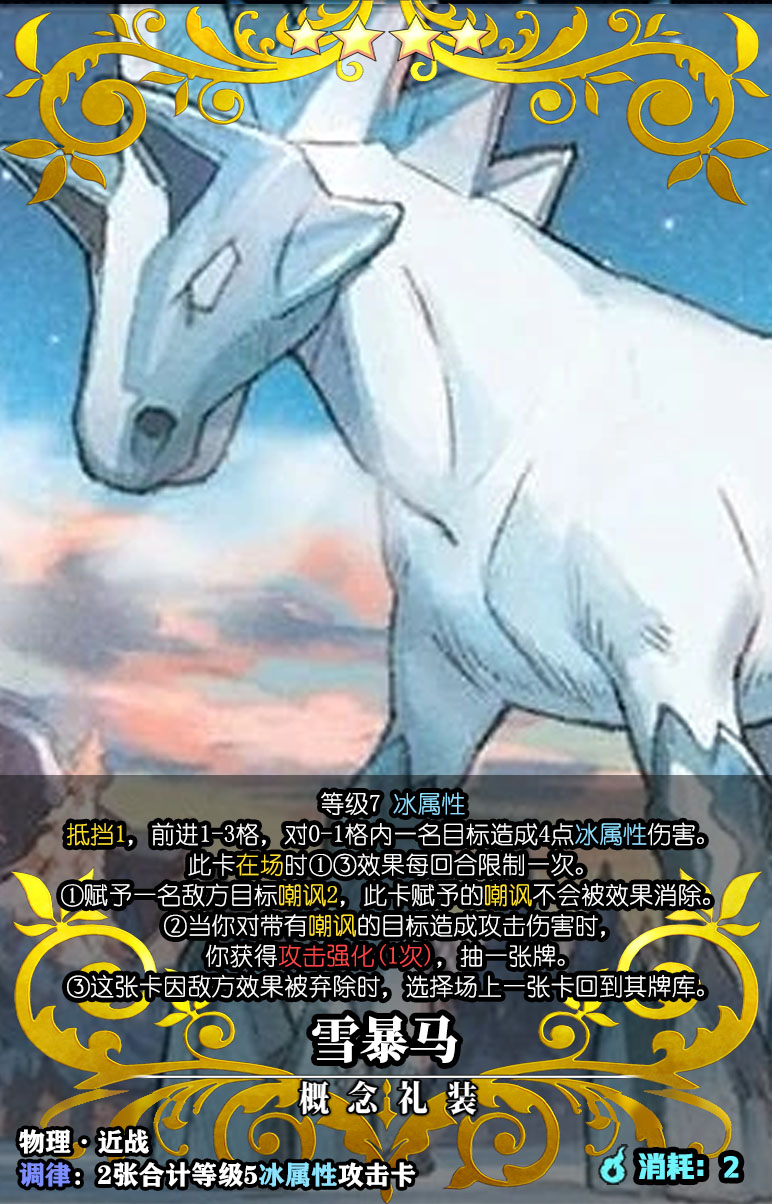 等级7 冰属性
抵挡1，前进1-3格，对0-1格内一名目标造成4点冰属性伤害。
此卡在场时①③效果每回合限制一次。
①赋予一名敌方目标嘲讽2，此卡赋予的嘲讽不会被效果消除。
②当你对带有嘲讽的目标造成攻击伤害时，
你获得攻击强化(1次)，抽一张牌。
③这张卡因敌方效果被弃除时，选择场上一张卡回到其牌库。
雪暴马
概念礼装
物理·近战
调律：2张合计等级5冰属性攻击卡
消耗：2